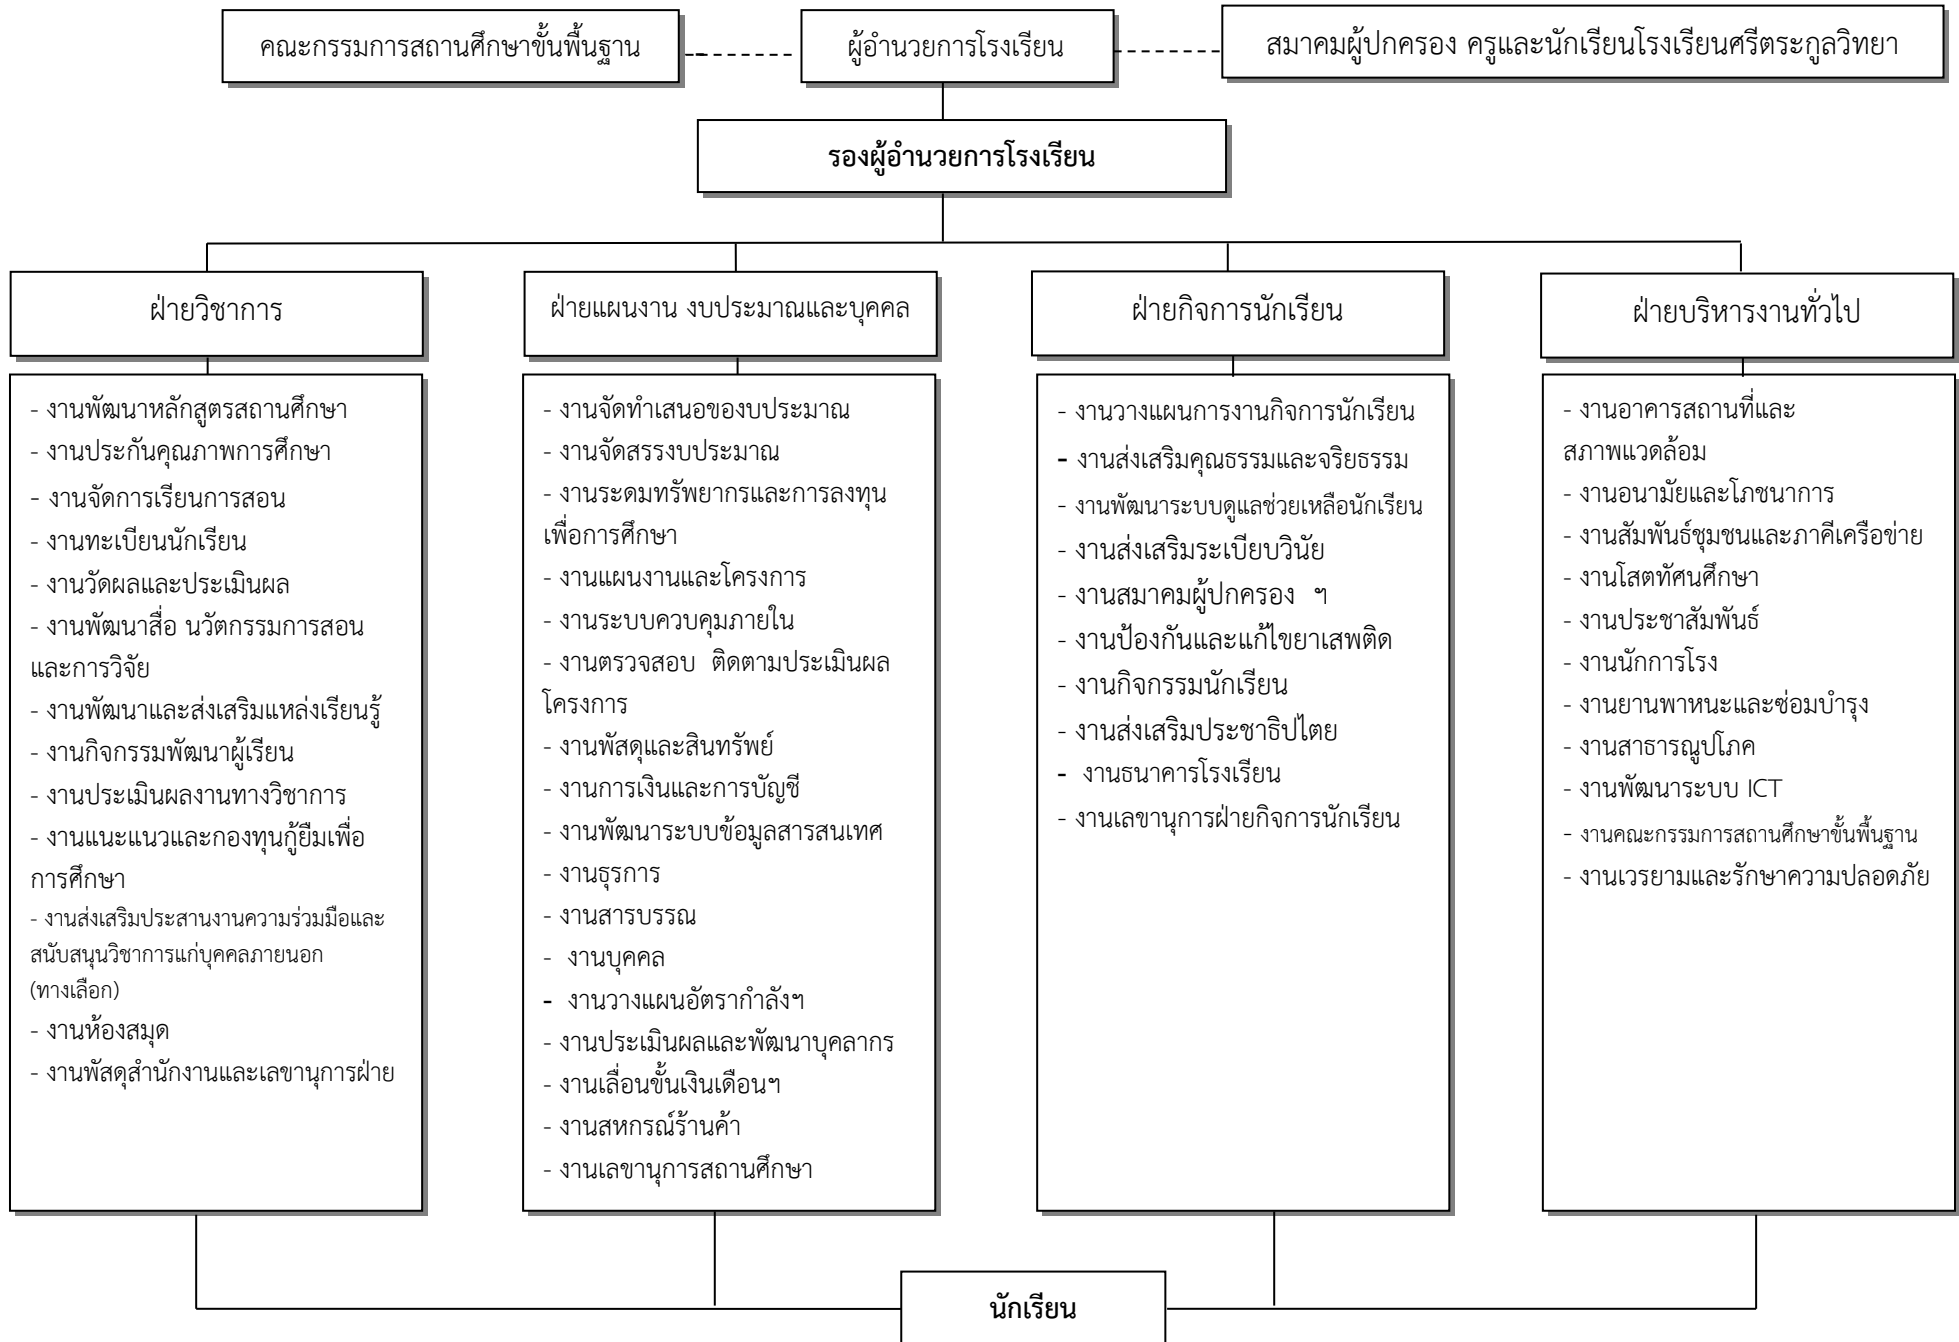 คณะกรรมการสถานศึกษาขั้นพื้นฐาน
ผู้อำนวยการโรงเรียน
สมาคมผู้ปกครอง ครูและนักเรียนโรงเรียนศรีตระกูลวิทยา
รองผู้อำนวยการโรงเรียน
ฝ่ายวิชาการ
- งานพัฒนาหลักสูตรสถานศึกษา
- งานประกันคุณภาพการศึกษา
- งานจัดการเรียนการสอน
- งานทะเบียนนักเรียน
- งานวัดผลและประเมินผล
- งานพัฒนาสื่อ นวัตกรรมการสอน
และการวิจัย
- งานพัฒนาและส่งเสริมแหล่งเรียนรู้
- งานกิจกรรมพัฒนาผู้เรียน
- งานประเมินผลงานทางวิชาการ
- งานแนะแนวและกองทุนกู้ยืมเพื่อ
การศึกษา
- งานส่งเสริมประสานงานความร่วมมือและ
สนับสนุนวิชาการแก่บุคคลภายนอก
(ทางเลือก)
- งานห้องสมุด
- งานพัสดุสำนักงานและเลขานุการฝ่าย
ฝ่ายแผนงาน งบประมาณและบุคคล
- งานจัดทำเสนอของบประมาณ
- งานจัดสรรงบประมาณ
- งานระดมทรัพยากรและการลงทุน
เพื่อการศึกษา
- งานแผนงานและโครงการ
- งานระบบควบคุมภายใน
- งานตรวจสอบ ติดตามประเมินผล
โครงการ
- งานพัสดุและสินทรัพย์
- งานการเงินและการบัญชี
- งานพัฒนาระบบข้อมูลสารสนเทศ
- งานธุรการ
- งานสารบรรณ
- งานบุคคล
- งานวางแผนอัตรากำลังฯ
- งานประเมินผลและพัฒนาบุคลากร
- งานเลื่อนขั้นเงินเดือนฯ
- งานสหกรณ์ร้านค้า
- งานเลขานุการสถานศึกษา
ฝ่ายกิจการนักเรียน
- งานวางแผนการงานกิจการนักเรียน
- งานส่งเสริมคุณธรรมและจริยธรรม
- งานพัฒนาระบบดูแลช่วยเหลือนักเรียน
- งานส่งเสริมระเบียบวินัย
- งานสมาคมผู้ปกครอง ฯ
- งานป้องกันและแก้ไขยาเสพติด
- งานกิจกรรมนักเรียน
- งานส่งเสริมประชาธิปไตย
- งานธนาคารโรงเรียน
- งานเลขานุการฝ่ายกิจการนักเรียน
ฝ่ายบริหารงานทั่วไป
- งานอาคารสถานที่และ
สภาพแวดล้อม
- งานอนามัยและโภชนาการ
- งานสัมพันธ์ชุมชนและภาคีเครือข่าย
- งานโสตทัศนศึกษา
- งานประชาสัมพันธ์
- งานนักการโรง
- งานยานพาหนะและซ่อมบำรุง
- งานสาธารณูปโภค
- งานพัฒนาระบบ ICT
- งานคณะกรรมการสถานศึกษาขั้นพื้นฐาน
- งานเวรยามและรักษาความปลอดภัย
นักเรียน